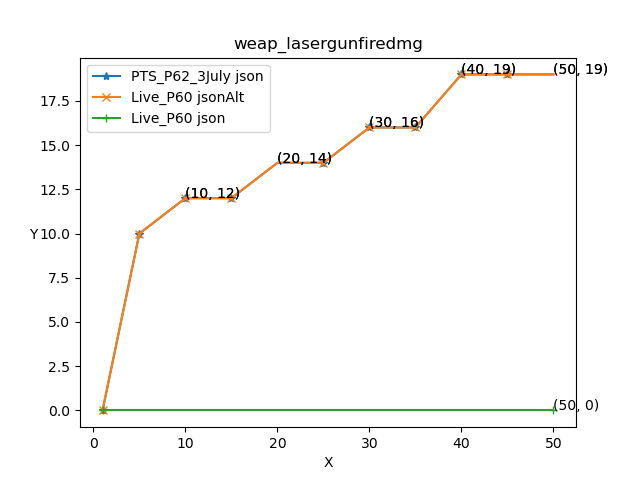 weap_lasergunfiredmg
PTS_P62_3July json
Live_P60 jsonAlt
Live_P60 json
(10, 12)
(20, 14)
(30, 16)
(40, 19)
(50, 19)
(50, 0)
Y
17.5
15.0
12.5
10.0
7.5
5.0
2.5
0.0
0 10 20 30 40 50
X